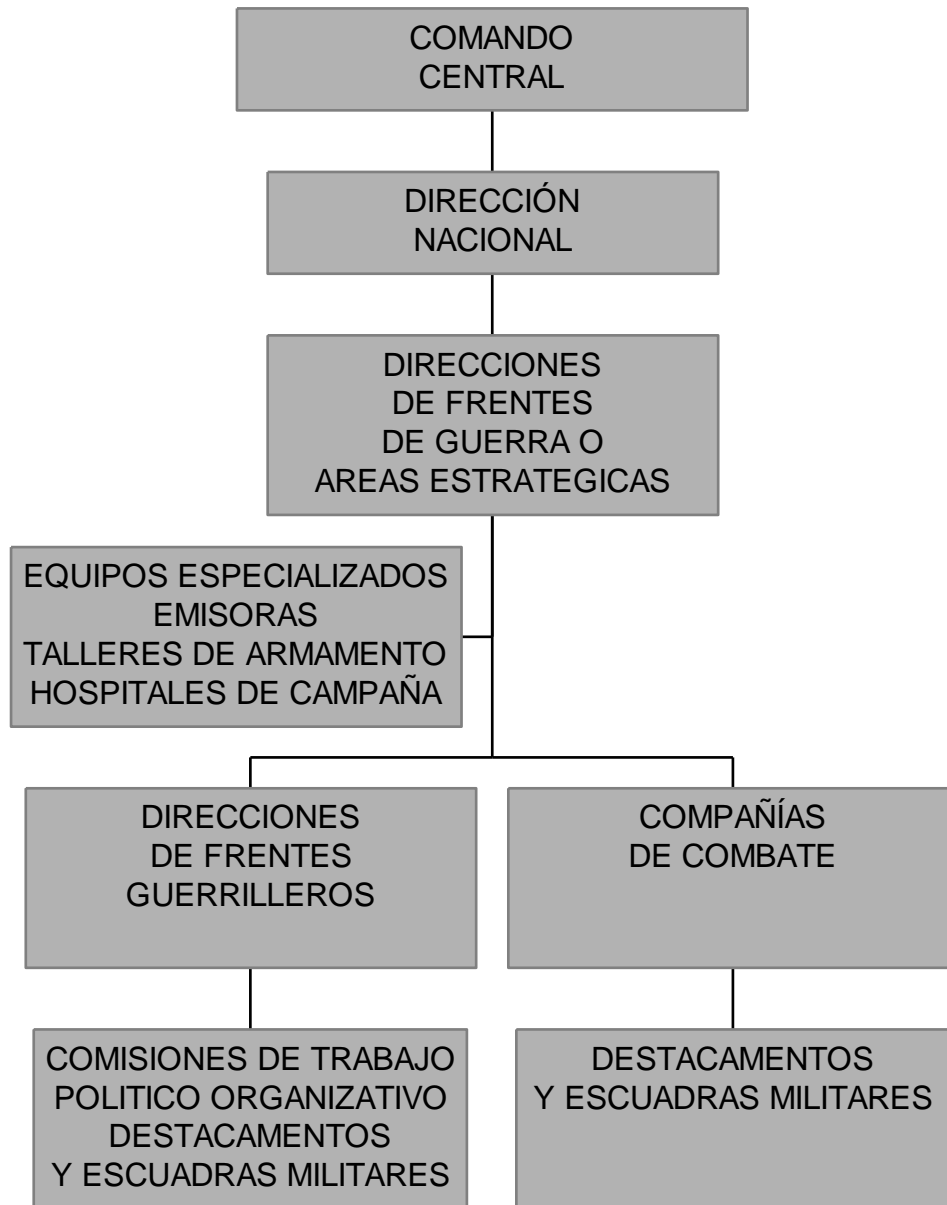 COMANDO
CENTRAL
DIRECCIÓN
NACIONAL
DIRECCIONES
DE FRENTES
DE GUERRA O
AREAS ESTRATEGICAS
EQUIPOS ESPECIALIZADOS
EMISORAS
TALLERES DE ARMAMENTO
HOSPITALES DE CAMPAÑA
DIRECCIONES
DE FRENTES
GUERRILLEROS
COMPAÑÍAS
DE COMBATE
COMISIONES DE TRABAJO
POLITICO ORGANIZATIVO
DESTACAMENTOS
Y ESCUADRAS MILITARES
DESTACAMENTOS
Y ESCUADRAS MILITARES